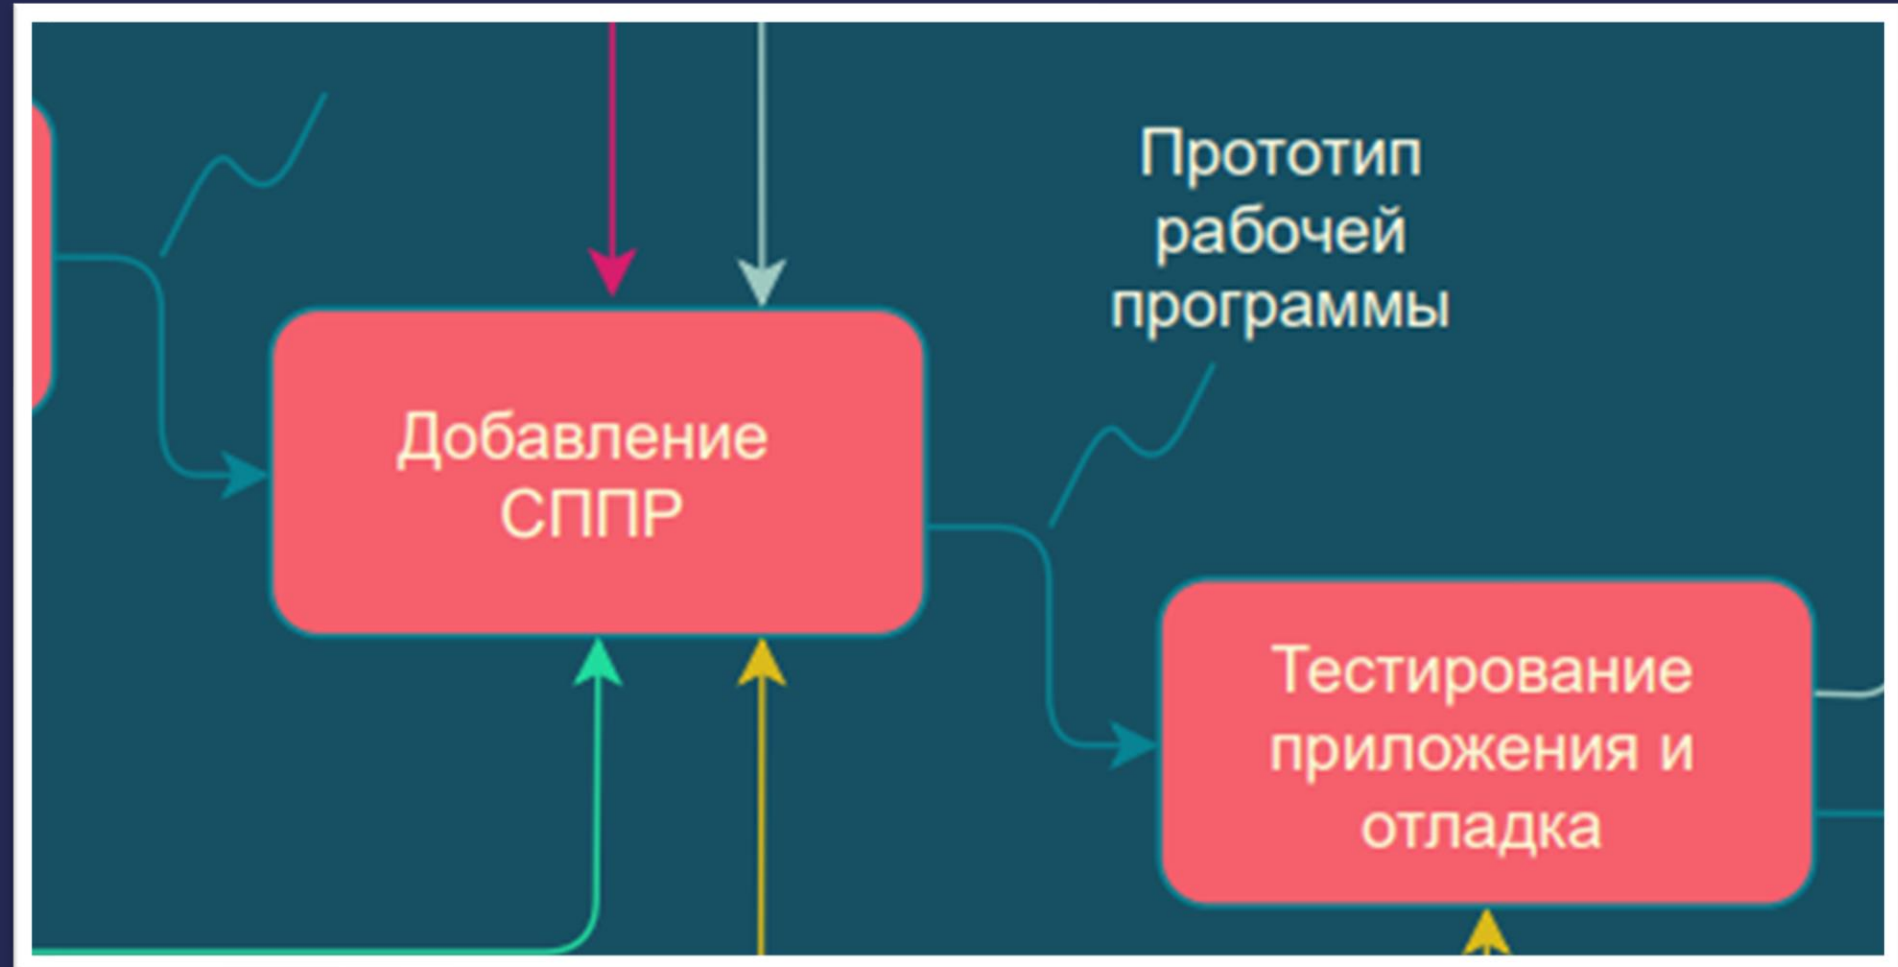 Прототип
рабочей
программы
Добавление
СППР
Тестирование
приложения и
отладка